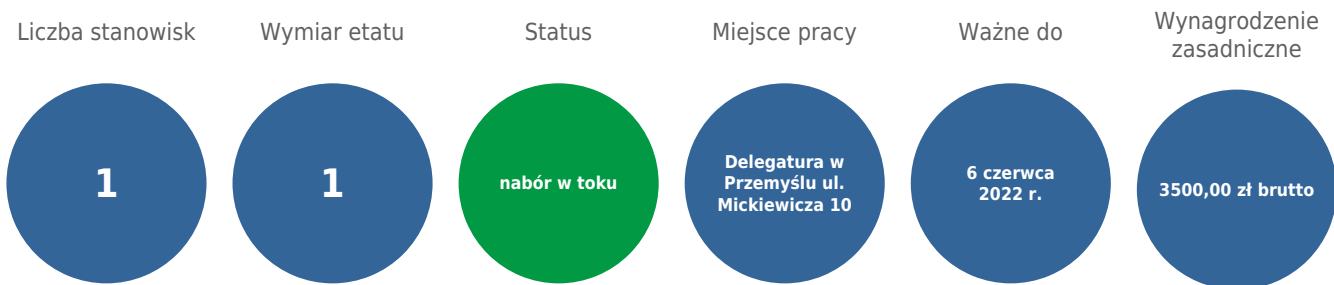 Liczba stanowisk
1
Wymiar etatu
1
Status
nabór w toku
Miejsce pracy
Delegatura w
Przemyślu ul.
Mickiewicza 10
Ważne do
6 czerwca
2022 r.
Wynagrodzenie
zasadniczne
3500,00 zł brutto